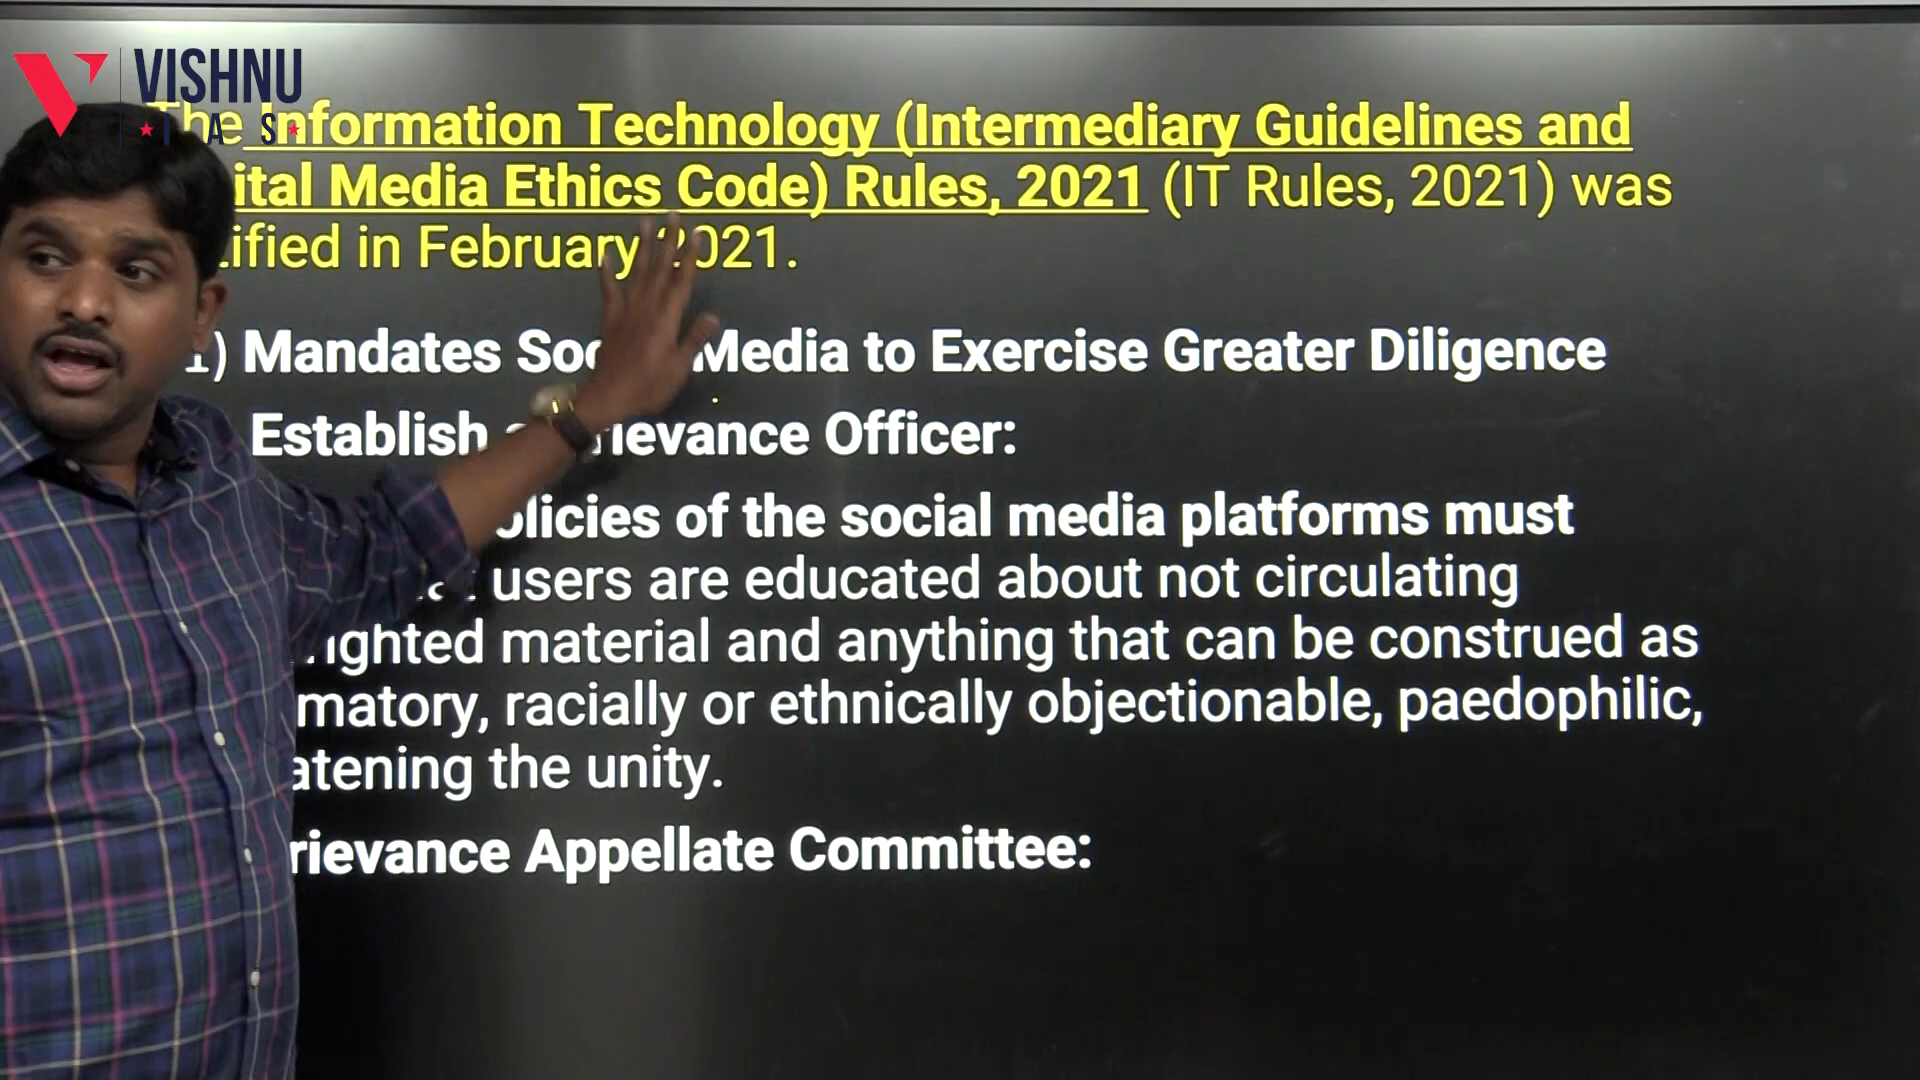 VISHNU
IAS
The Information Technology (Intermediary Guidelines and
ital Media Ethics Code) Rules, 2021 (IT Rules, 2021) was
ified in February 2021.
1) Mandates Social Media to Exercise Greater Diligence
Establish a Grievance Officer:
olicies of the social media platforms must
users are educated about not circulating
righted material and anything that can be construed as
matory, racially or ethnically objectionable, paedophilic,
atening the unity.
rievance Appellate Committee: